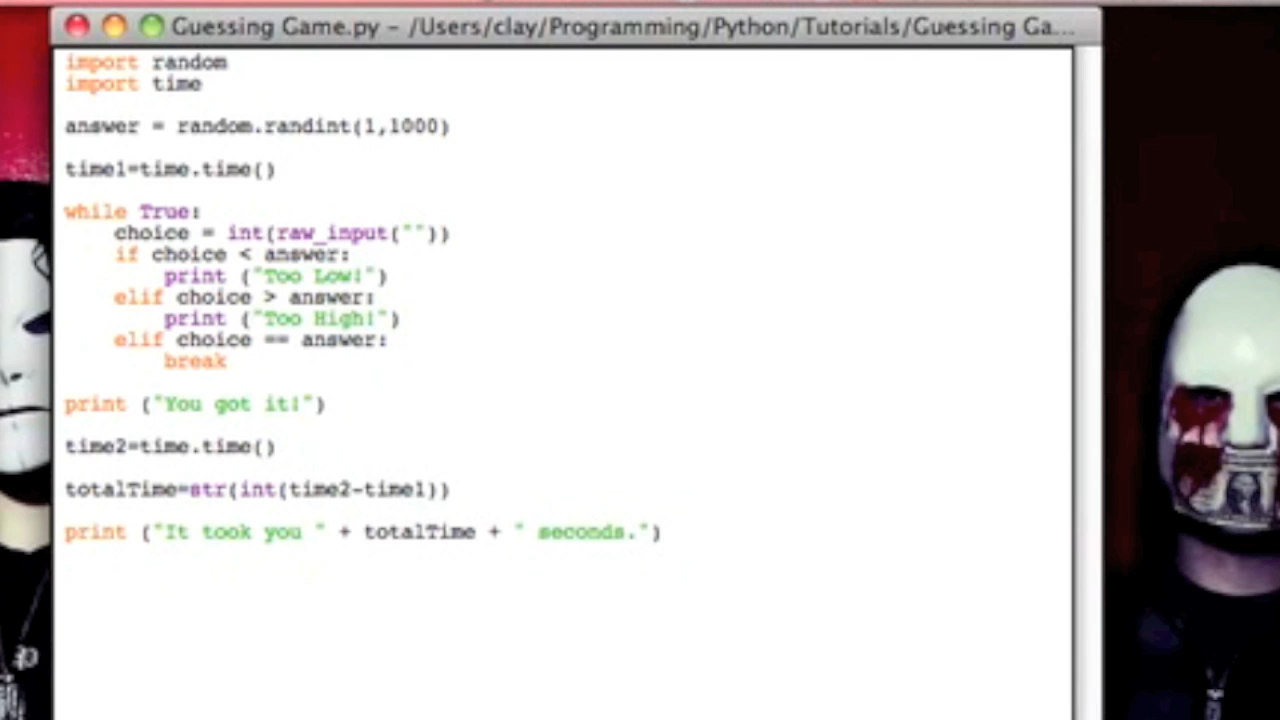 Guessing Game.py – /Users/clay/Programming/Python/Tutorials/Guessing Ga...
import random
import time
answer = random.randint(1,1000)
time1=time.time()
while True:
    choice = int(raw_input(""))
    if choice < answer:
        print ("Too Low!")
    elif choice > answer:
        print ("Too High!")
    elif choice == answer:
        break
print ("You got it!")
time2=time.time()
totalTime=str(int(time2-time1))
print ("It took you " + totalTime + " seconds.")